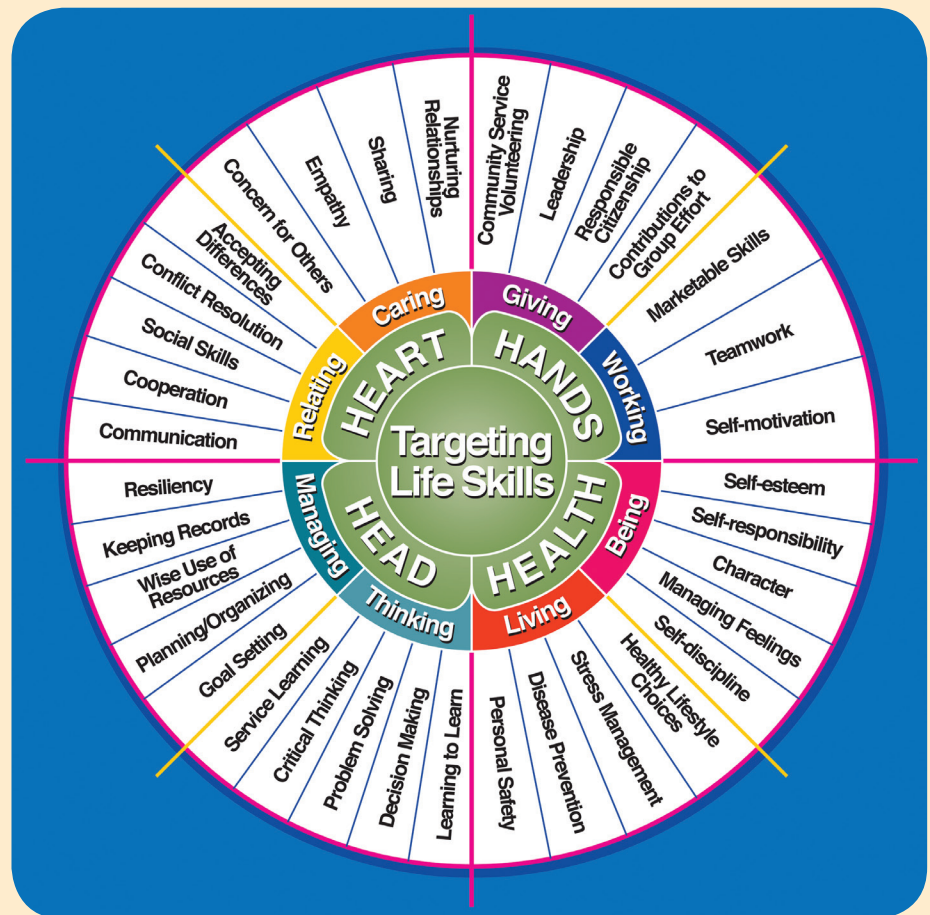 Targeting
Life Skills
HEART
Caring
Concern for Others
Empathy
Sharing
Nurturing
Relationships
Relating
Accepting
Differences
Conflict Resolution
Social Skills
Cooperation
Communication
HANDS
Giving
Community Service
Volunteering
Leadership
Responsible
Citizenship
Contributions to
Group Effort
Working
Marketable Skills
Teamwork
Self-motivation
HEALTH
Being
Self-esteem
Self-responsibility
Character
Managing Feelings
Self-discipline
Living
Healthy Lifestyle
Choices
Stress Management
Disease Prevention
Personal Safety
HEAD
Thinking
Learning to Learn
Decision Making
Problem Solving
Critical Thinking
Service Learning
Managing
Goal Setting
Planning/Organizing
Wise Use of
Resources
Keeping Records
Resiliency